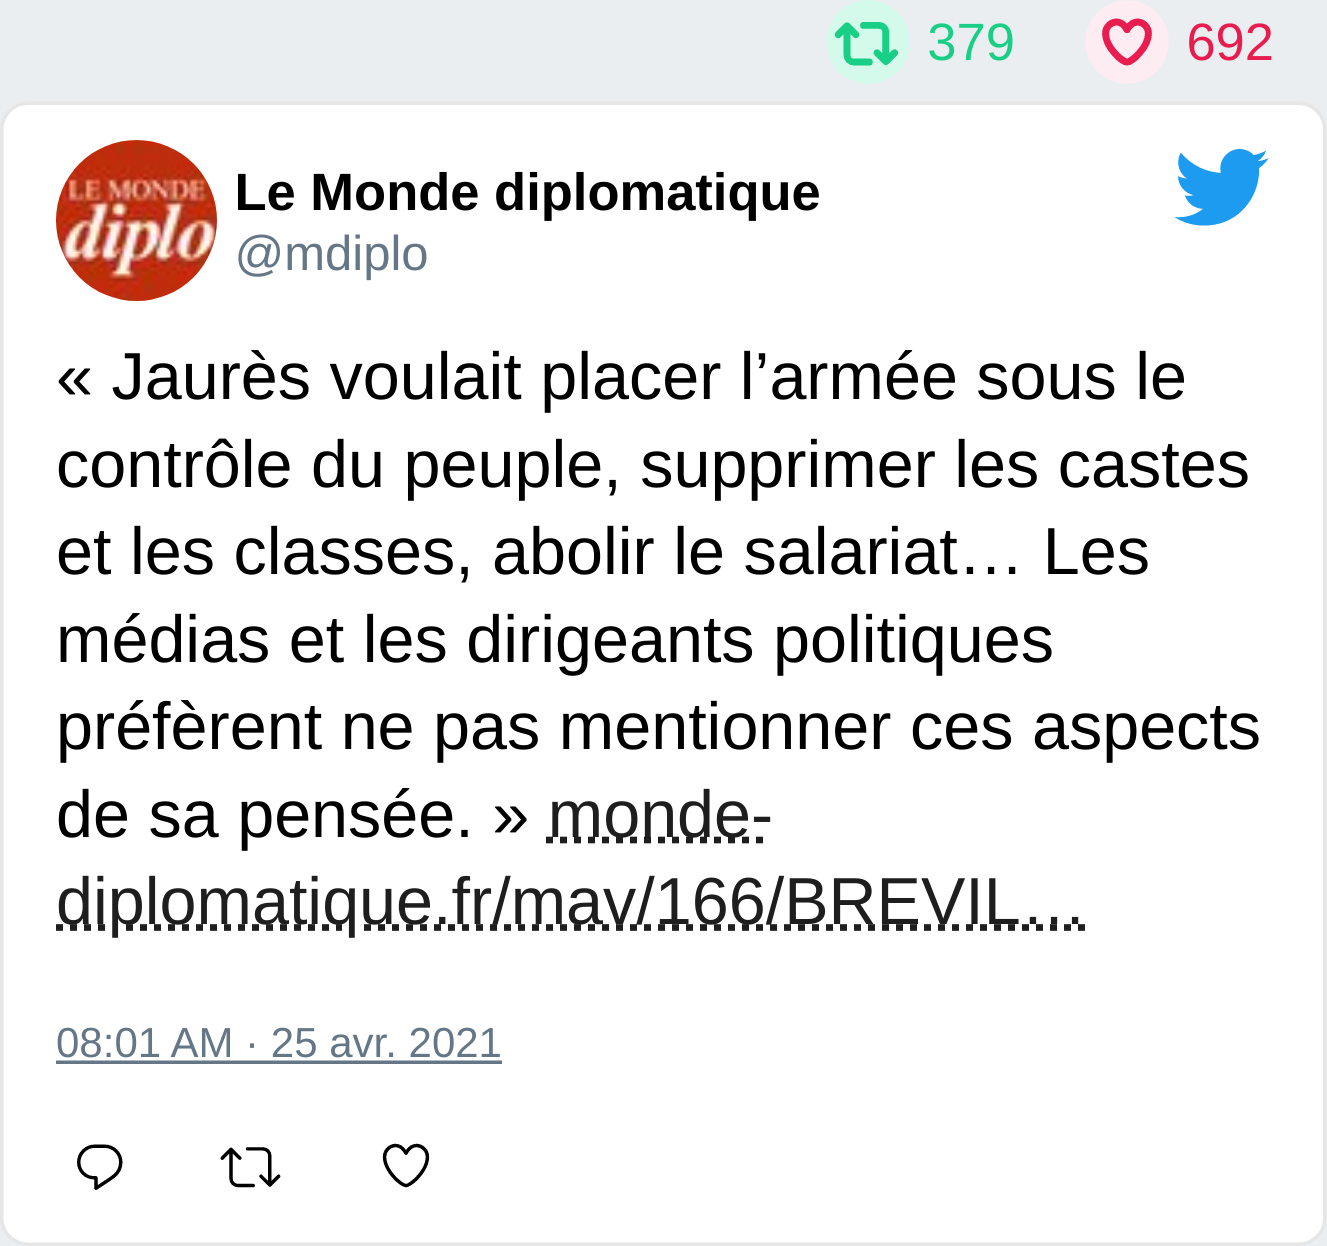 379 692
LE MONDE
diplo
Le Monde diplomatique
@mdiplo
« Jaurès voulait placer l’armée sous le
contrôle du peuple, supprimer les castes
et les classes, abolir le salariat… Les
médias et les dirigeants politiques
préfèrent ne pas mentionner ces aspects
de sa pensée. » monde-
diplomatique.fr/mav/166/BREVIL…
08:01 AM · 25 avr. 2021